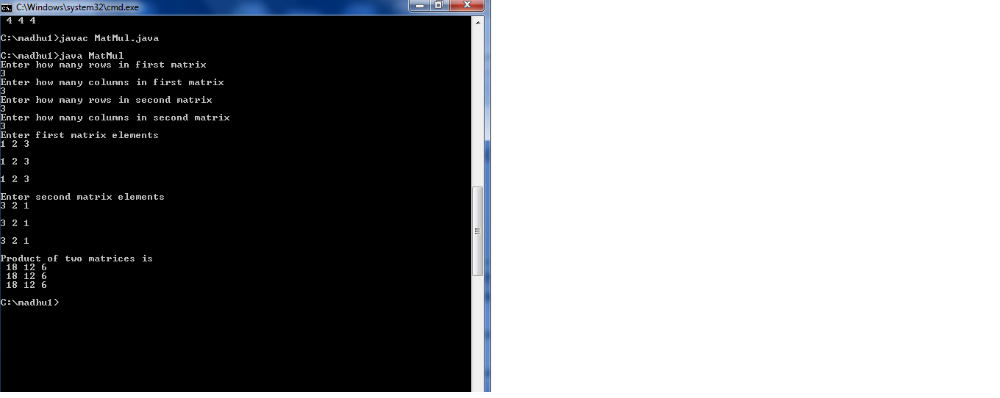 C:\Windows\system32\cmd.exe
4 4 4
C:\madhu1>javac MatMul.java
C:\madhu1>java MatMul
Enter how many rows in first matrix
3
Enter how many columns in first matrix
3
Enter how many rows in second matrix
3
Enter how many columns in second matrix
3
Enter first matrix elements
1 2 3
1 2 3
1 2 3
Enter second matrix elements
3 2 1
3 2 1
3 2 1
Product of two matrices is
18 12 6
18 12 6
18 12 6
C:\madhu1>